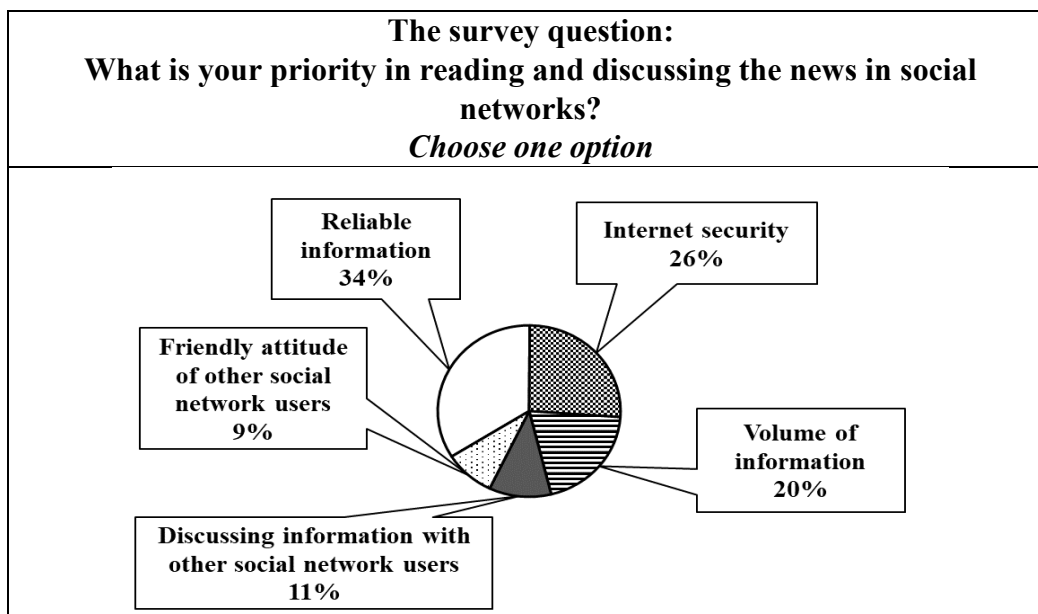 The survey question:
What is your priority in reading and discussing the news in social
networks?
Choose one option
Reliable
information
34%
Internet security
26%
Friendly attitude
of other social
network users
9%
Volume of
information
20%
Discussing information with
other social network users
11%